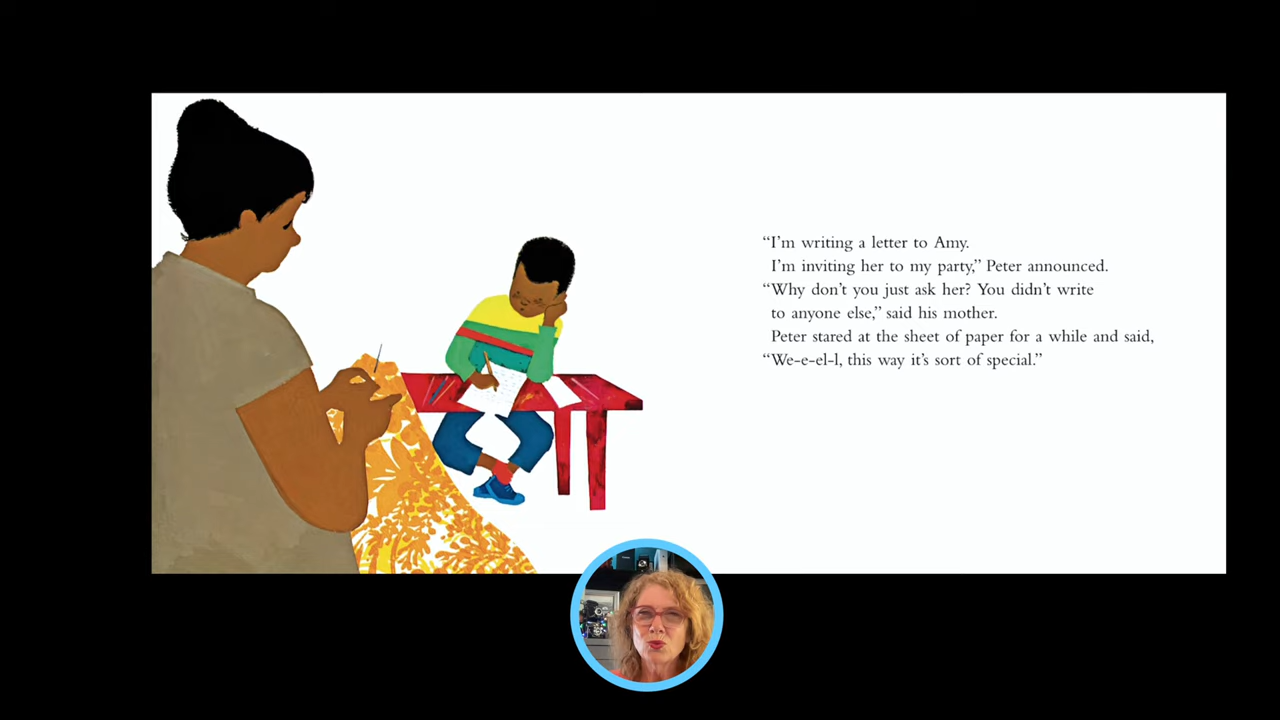 “I’m writing a letter to Amy.
I’m inviting her to my party,” Peter announced.
“Why don’t you just ask her? You didn’t write
to anyone else,” said his mother.
Peter stared at the sheet of paper for a while and said,
“We-e-el-l, this way it’s sort of special.”